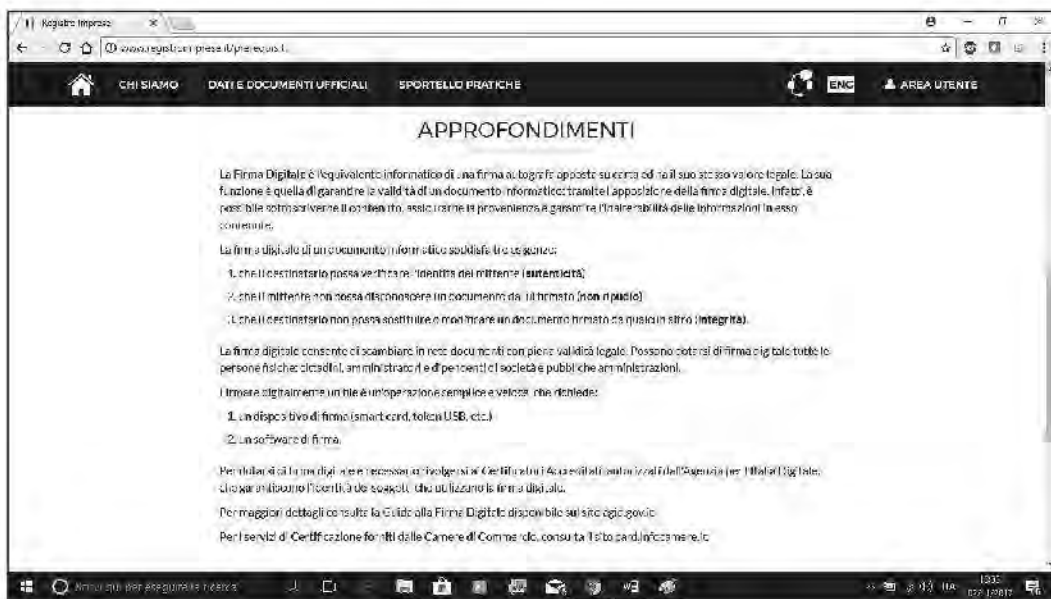 Registro Imprese
www.registroimprese.it/prerequisiti
CHI SIAMO DATI E DOCUMENTI UFFICIALI SPORTELLO PRATICHE ENG AREA UTENTE
APPROFONDIMENTI
La Firma Digitale è l'equivalente informatico di una firma autografa apposta su carta ed ha il suo stesso valore legale. La sua
funzione è quella di garantire la validità di un documento informatico: tramite l'apposizione della firma digitale, infatti, è
possibile sottoscriverne il contenuto, assicurarne la provenienza e garantire l'inalterabilità delle informazioni in esso
contenute.
La firma digitale di un documento informatico soddisfa tre esigenze:
1. che il destinatario possa verificare l'identità del mittente (autenticità)
2. che il mittente non possa disconoscere un documento da lui firmato (non ripudio)
3. che il destinatario non possa sostituire o modificare un documento firmato da qualcun altro (integrità).
La firma digitale consente di scambiare in rete documenti con piena validità legale. Possono dotarsi di firma digitale tutte le
persone fisiche: cittadini, amministratori e dipendenti di società e pubbliche amministrazioni.
Firmare digitalmente un file è un'operazione semplice e veloce, che richiede:
1. un dispositivo di firma (smart card, token USB, etc.)
2. un software di firma.
Per dotarsi di firma digitale è necessario rivolgersi ai Certificatori Accreditati autorizzati dall'Agenzia per l'Italia Digitale,
che garantiscono l'identità dei soggetti che utilizzano la firma digitale.
Per maggiori dettagli consulta la Guida alla Firma Digitale disponibile sul sito agid.gov.it
Per i servizi di Certificazione forniti dalle Camere di Commercio, consulta il sito card.infocamere.it
ITA